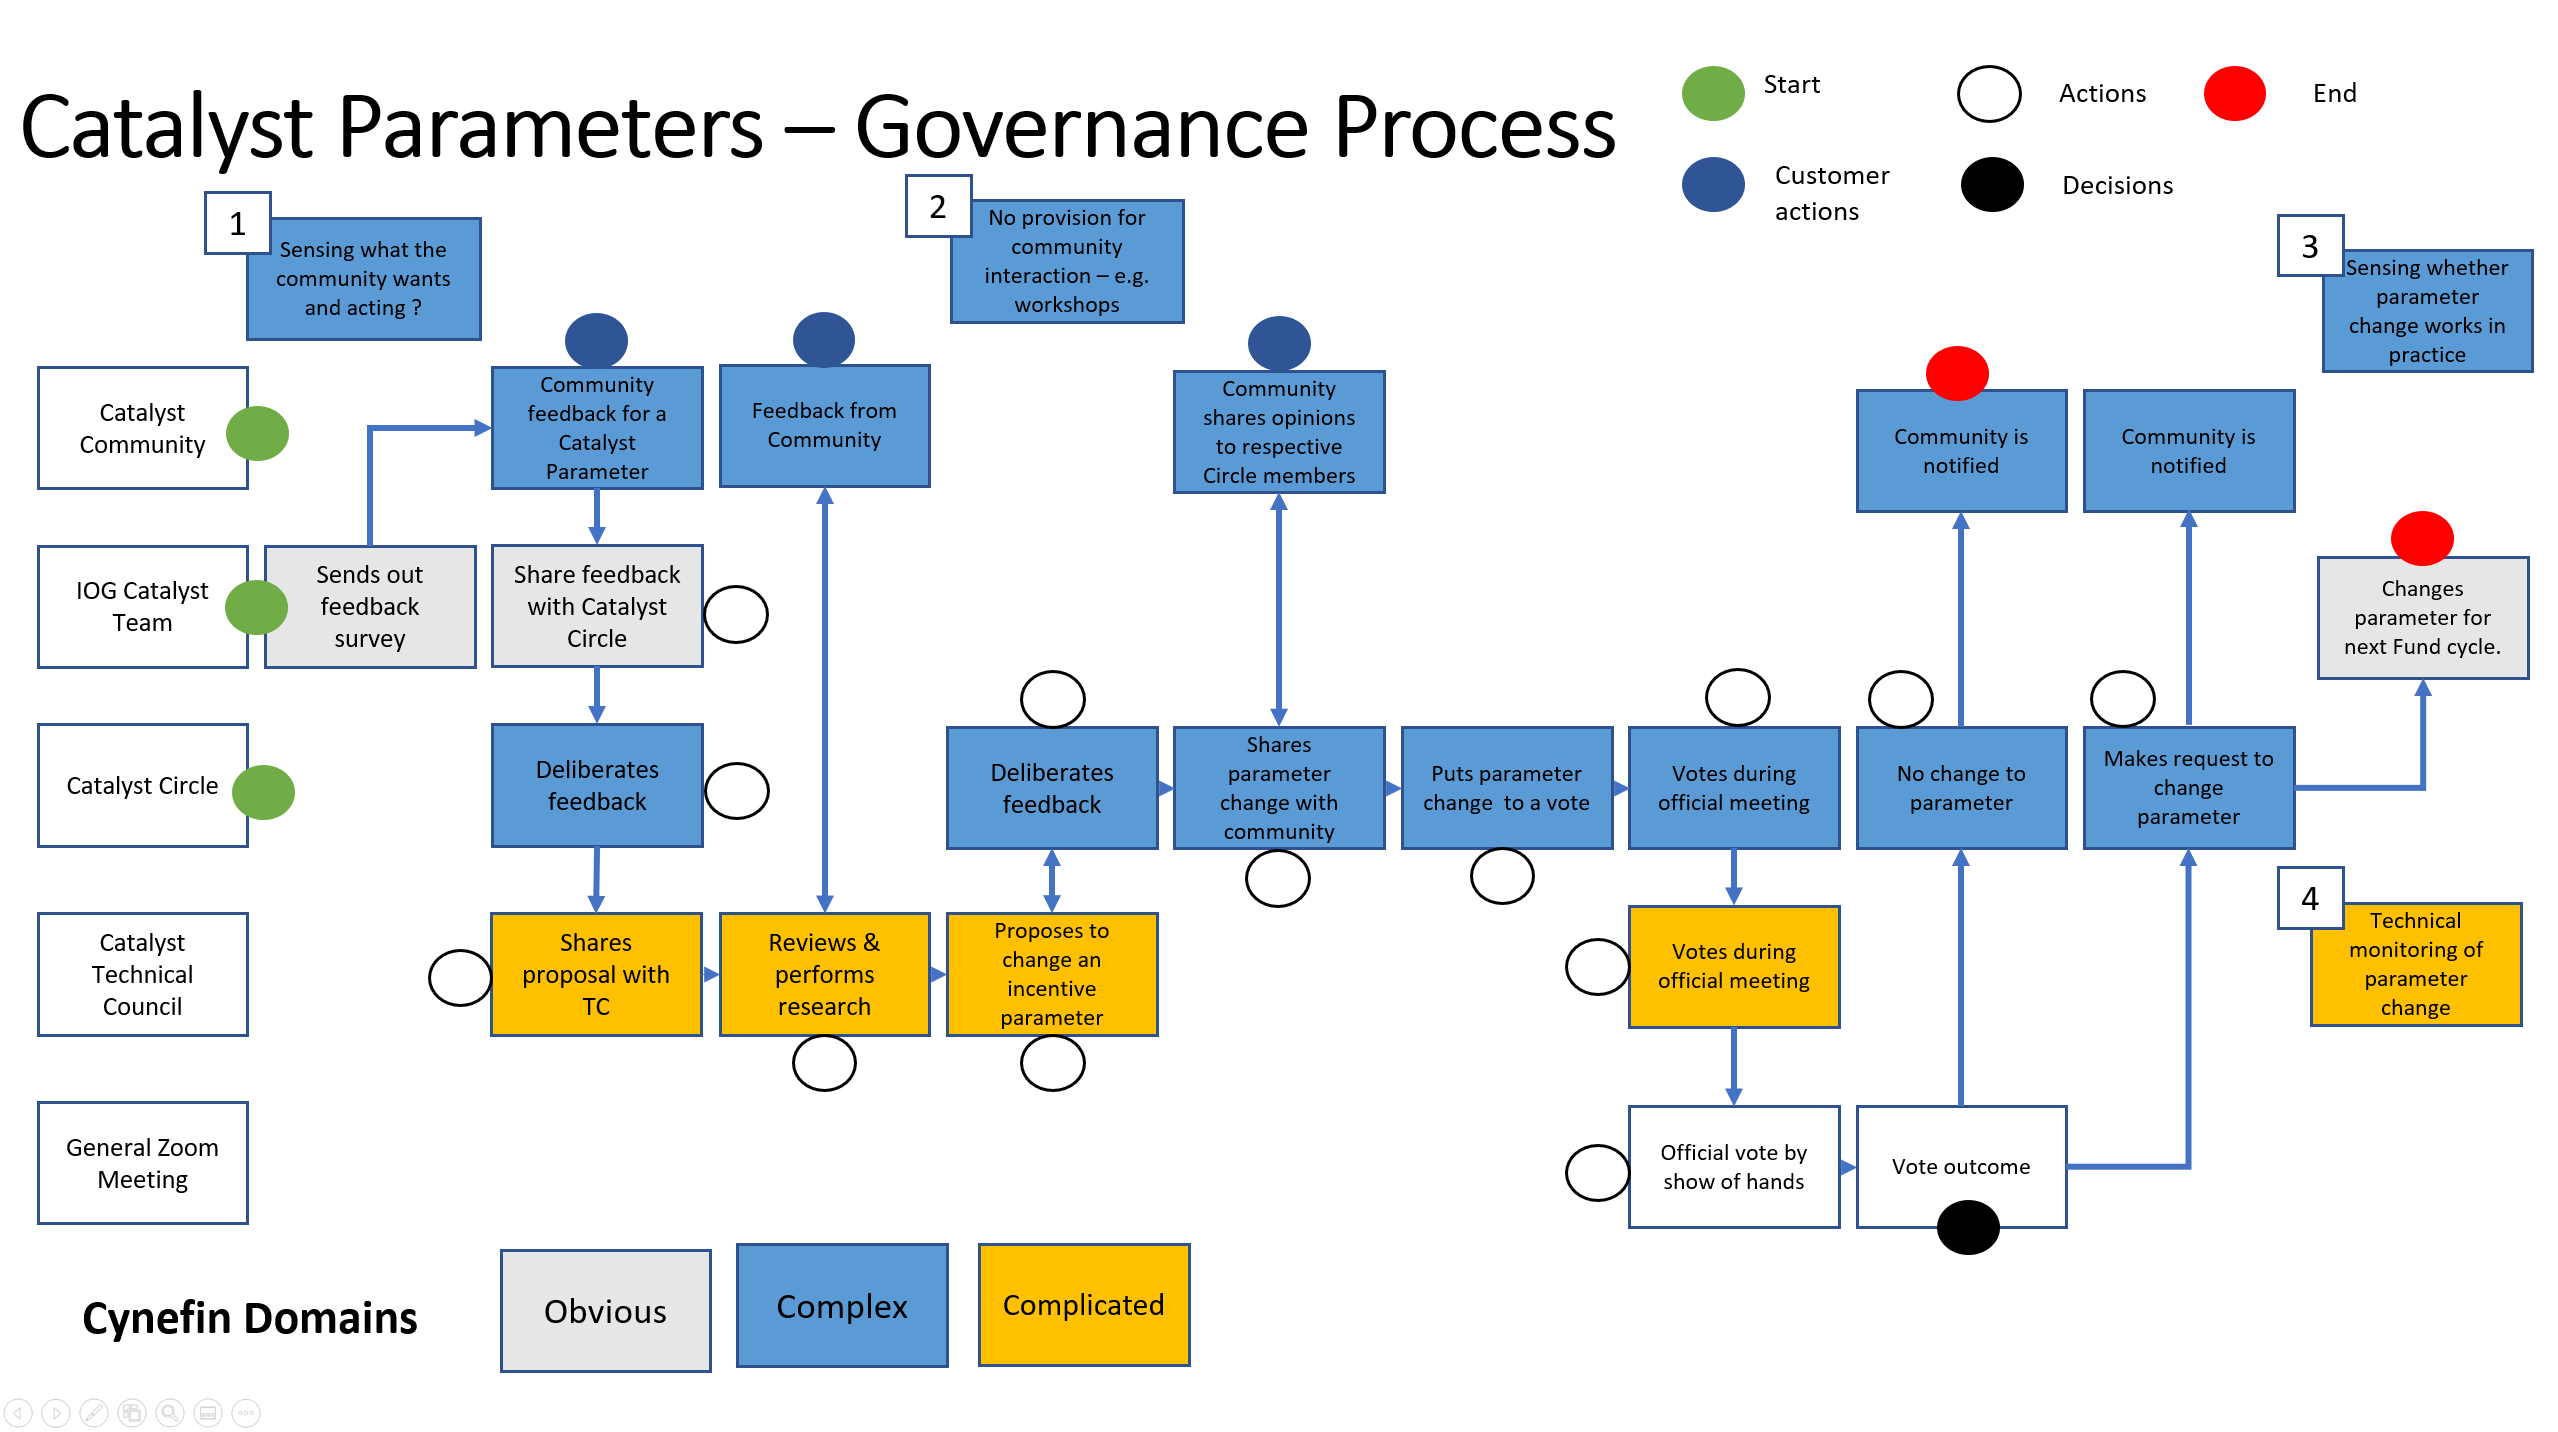 Catalyst Parameters – Governance Process
Start
Actions
End
Customer
actions
Decisions
1
Sensing what the
community wants
and acting ?
2
No provision for
community
interaction – e.g.
workshops
3
Sensing whether
parameter
change works in
practice
Catalyst
Community
Community
feedback for a
Catalyst
Parameter
Feedback from
Community
Community
shares opinions
to respective
Circle members
Community is
notified
Community is
notified
IOG Catalyst
Team
Sends out
feedback
survey
Share feedback
with Catalyst
Circle
Changes
parameter for
next Fund cycle.
Catalyst Circle
Deliberates
feedback
Deliberates
feedback
Shares
parameter
change with
community
Puts parameter
change  to a vote
Votes during
official meeting
No change to
parameter
Makes request to
change
parameter
Catalyst
Technical
Council
Shares
proposal with
TC
Reviews &
performs
research
Proposes to
change an
incentive
parameter
Votes during
official meeting
4
Technical
monitoring of
parameter
change
General Zoom
Meeting
Official vote by
show of hands
Vote outcome
Cynefin Domains
Obvious
Complex
Complicated